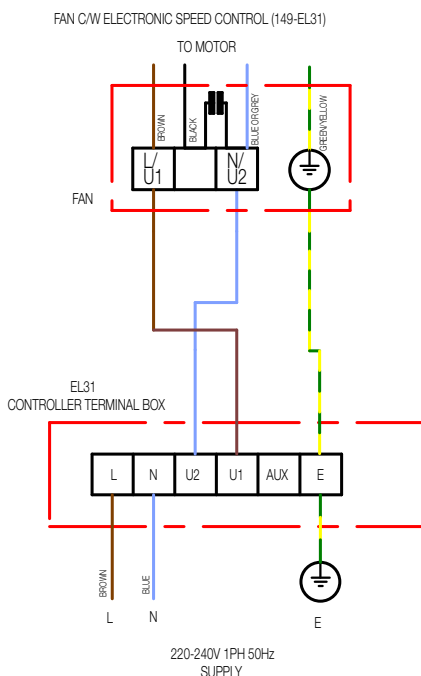 FAN C/W ELECTRONIC SPEED CONTROL (149-EL31)
TO MOTOR
BROWN
BLACK
BLUE OR GREY
GREEN/YELLOW
L/
U1
N/
U2
FAN
EL31
CONTROLLER TERMINAL BOX
L N U2 U1 AUX E
BROWN
BLUE
L N E
220-240V 1PH 50Hz
SUPPLY